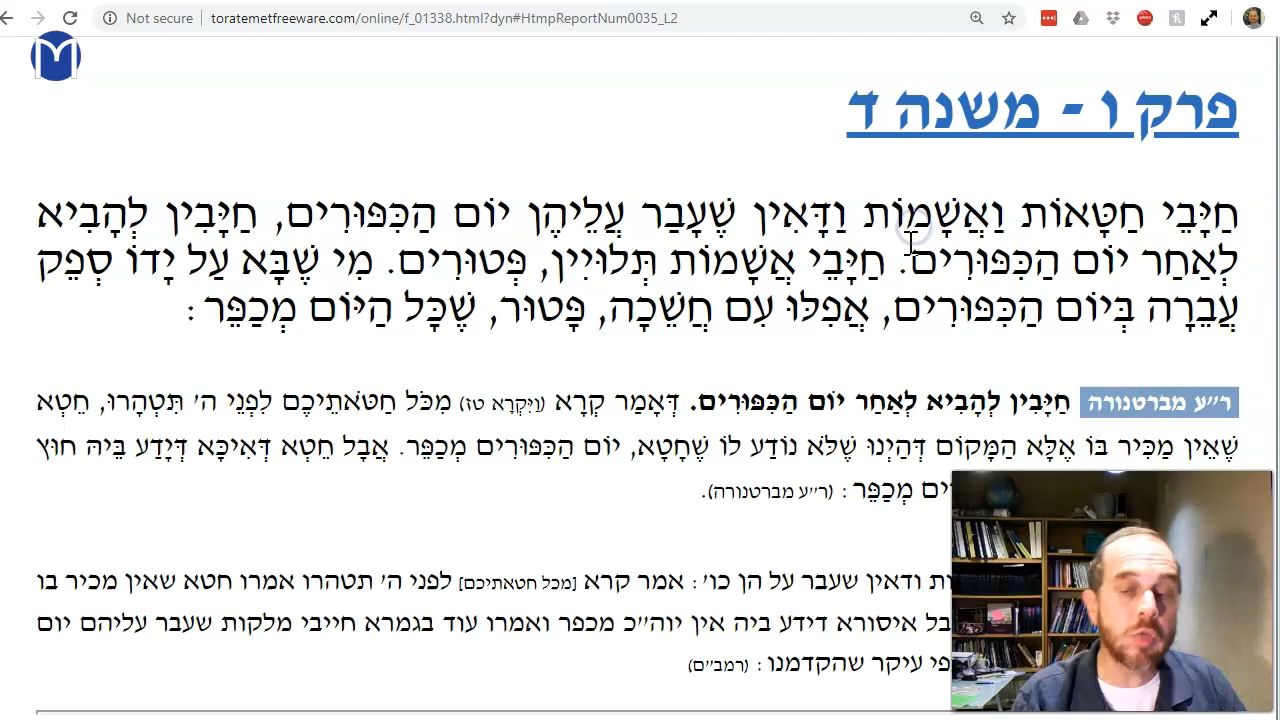 Not secure | toratemetfreeware.com/online/f_01338.html?dyn#HtmpReportNum0035_L2
פרק ו - משנה ד
חַיָּבֵי חַטָּאוֹת וַאֲשָׁמוֹת וַדָּאִין שֶׁעָבַר עֲלֵיהֶן יוֹם הַכִּפּוּרִים, חַיָּבִין לְהָבִיא
לְאַחַר יוֹם הַכִּפּוּרִים. חַיָּבֵי אֲשָׁמוֹת תְּלוּיִין, פְּטוּרִים. מִי שֶׁבָּא עַל יָדוֹ סְפֵק
עֲבֵרָה בְּיוֹם הַכִּפּוּרִים, אֲפִלּוּ עִם חֲשֵׁכָה, פָּטוּר, שֶׁכָּל הַיּוֹם מְכַפֵּר:
ר״ע מברטנורה חַיָּבִין לְהָבִיא לְאַחַר יוֹם הַכִּפּוּרִים. דְּאָמַר קְרָא (וַיִּקְרָא טז) מִכֹּל חַטֹּאתֵיכֶם לִפְנֵי ה׳ תִּטְהָרוּ, חֵטְא
שֶׁאֵין מַכִּיר בּוֹ אֶלָּא הַמָּקוֹם דְּהַיְנוּ שֶׁלֹּא נוֹדַע לוֹ שֶׁחָטָא, יוֹם הַכִּפּוּרִים מְכַפֵּר. אֲבָל חֵטְא דְּאִיכָּא דְּיָדַע בֵּיהּ חוּץ
מְכַפֵּר: (ר״ע מברטנורה).
ודאין שעבר על הן כו׳: אמר קרא [מכל חטאתיכם] לפני ה׳ תטהרו אמרו חטא שאין מכיר בו
איסורא דידע ביה אין יוה״כ מכפר ואמרו עוד בגמרא חייבי מלקות שעבר עליהם יום
עיקר שהקדמנו: (רמב״ם)